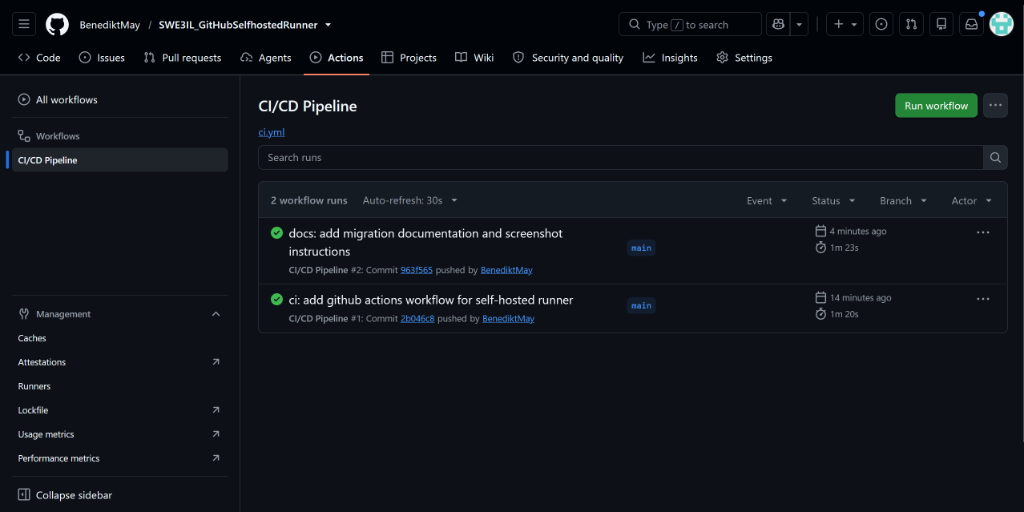 BenediktMay / SWE3IL_GitHubSelfhostedRunner
Type / to search
Code
Issues
Pull requests
Agents
Actions
Projects
Wiki
Security and quality
Insights
Settings
All workflows
Workflows
CI/CD Pipeline
Management
Caches
Attestations
Runners
Lockfile
Usage metrics
Performance metrics
Collapse sidebar
CI/CD Pipeline
Run workflow
ci.yml
Search runs
2 workflow runs Auto-refresh: 30s
Event Status Branch Actor
docs: add migration documentation and screenshot
instructions
CI/CD Pipeline #2: Commit 963f565 pushed by BenediktMay
main
4 minutes ago
1m 23s
ci: add github actions workflow for self-hosted runner
CI/CD Pipeline #1: Commit 2b046c8 pushed by BenediktMay
main
14 minutes ago
1m 20s